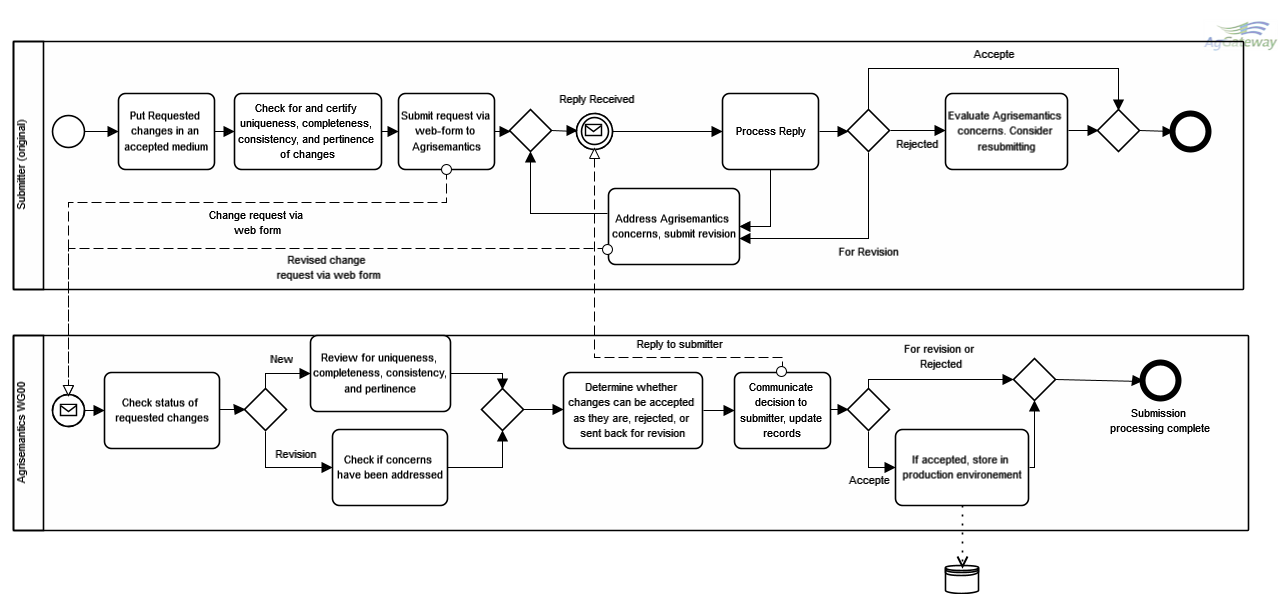 AgGateway
Accepte
Reply Received
Submitter (original)
Put Requested
changes in an
accepted medium
Check for and certify
uniqueness, completeness,
consistency, and pertinence
of changes
Submit request via
web-form to
Agrisemantics
Process Reply
Rejected
Evaluate Agrisemantics
concerns. Consider
resubmitting
Change request via
web form
Address Agrisemantics
concerns, submit revision
For Revision
Revised change
request via web form
Agrisemantics WG00
Check status of
requested changes
New
Review for uniqueness,
completeness, consistency,
and pertinence
Revision
Check if concerns
have been addressed
Determine whether
changes can be accepted
as they are, rejected, or
sent back for revision
Reply to submitter
Communicate
decision to
submitter, update
records
For revision or
Rejected
Accepte
If accepted, store in
production environement
Submission
processing complete